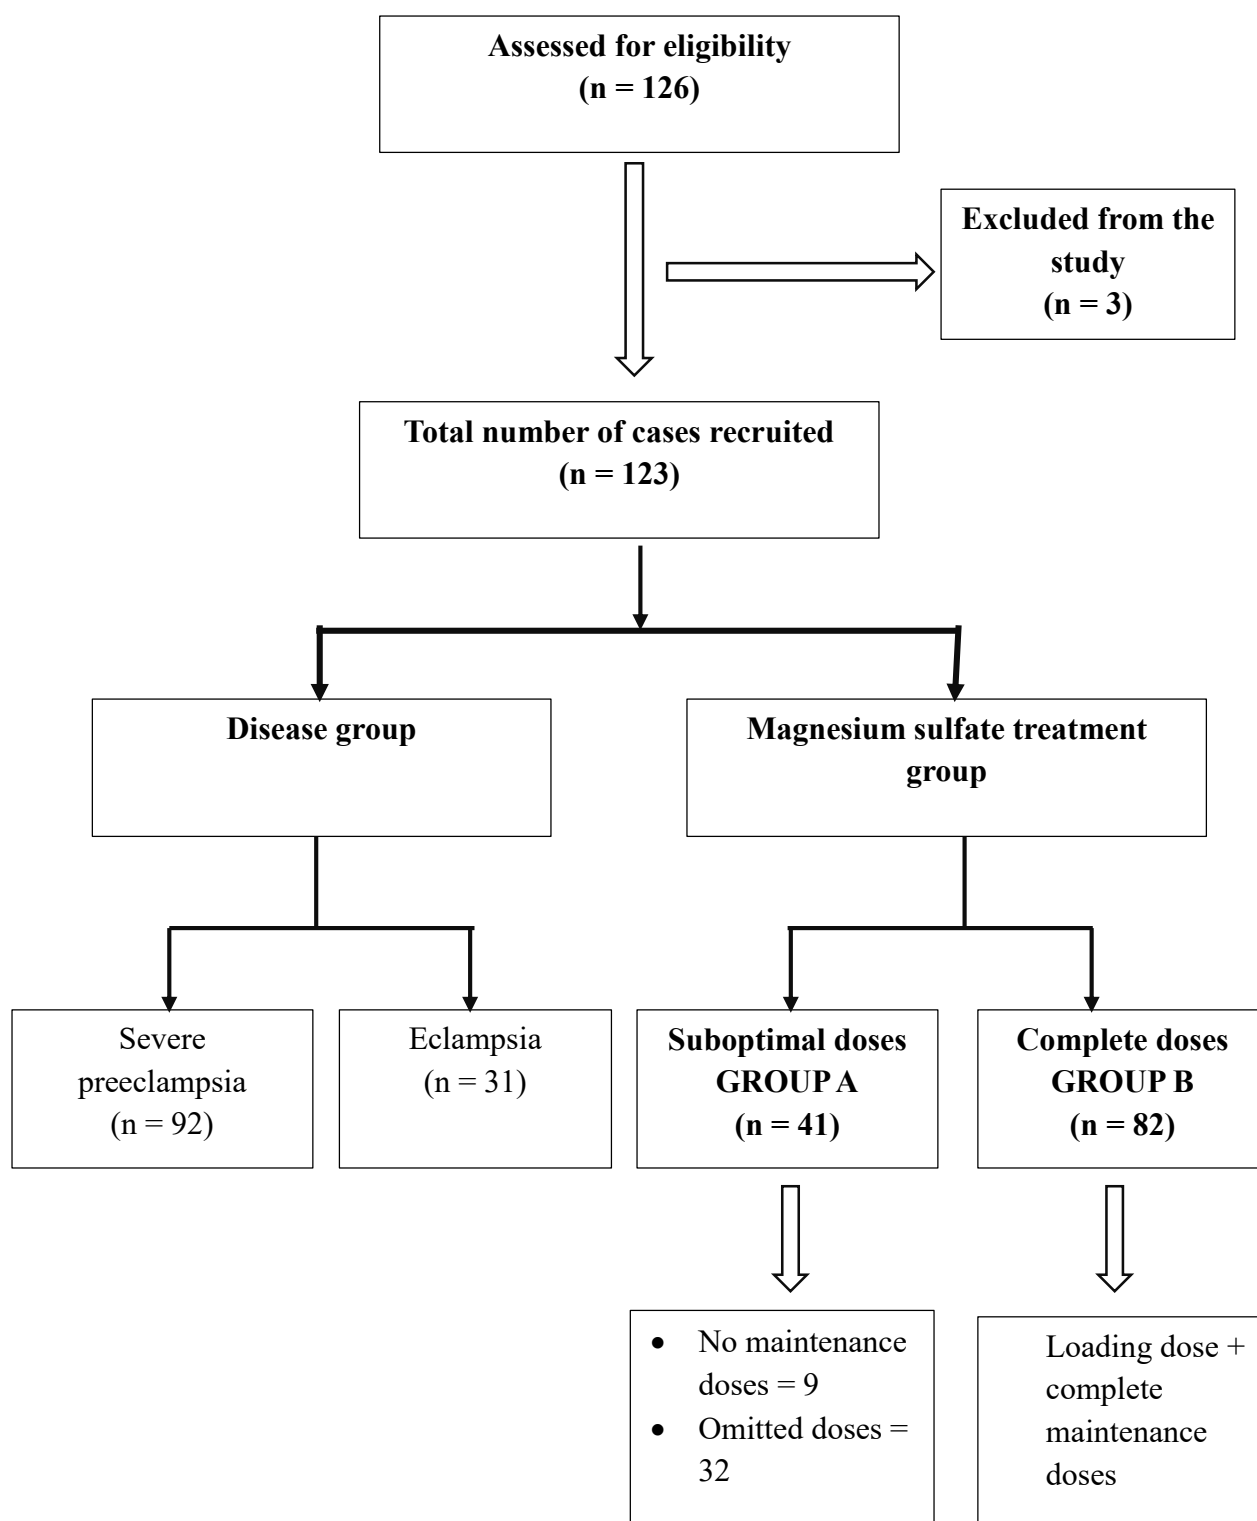 Assessed for eligibility
(n = 126)
Excluded from the
study
(n = 3)
Total number of cases recruited
(n = 123)
Disease group
Magnesium sulfate treatment
group
Severe
preeclampsia
(n = 92)
Eclampsia
(n = 31)
Suboptimal doses
GROUP A
(n = 41)
Complete doses
GROUP B
(n = 82)
• No maintenance
doses = 9
• Omitted doses =
32
Loading dose +
complete
maintenance
doses